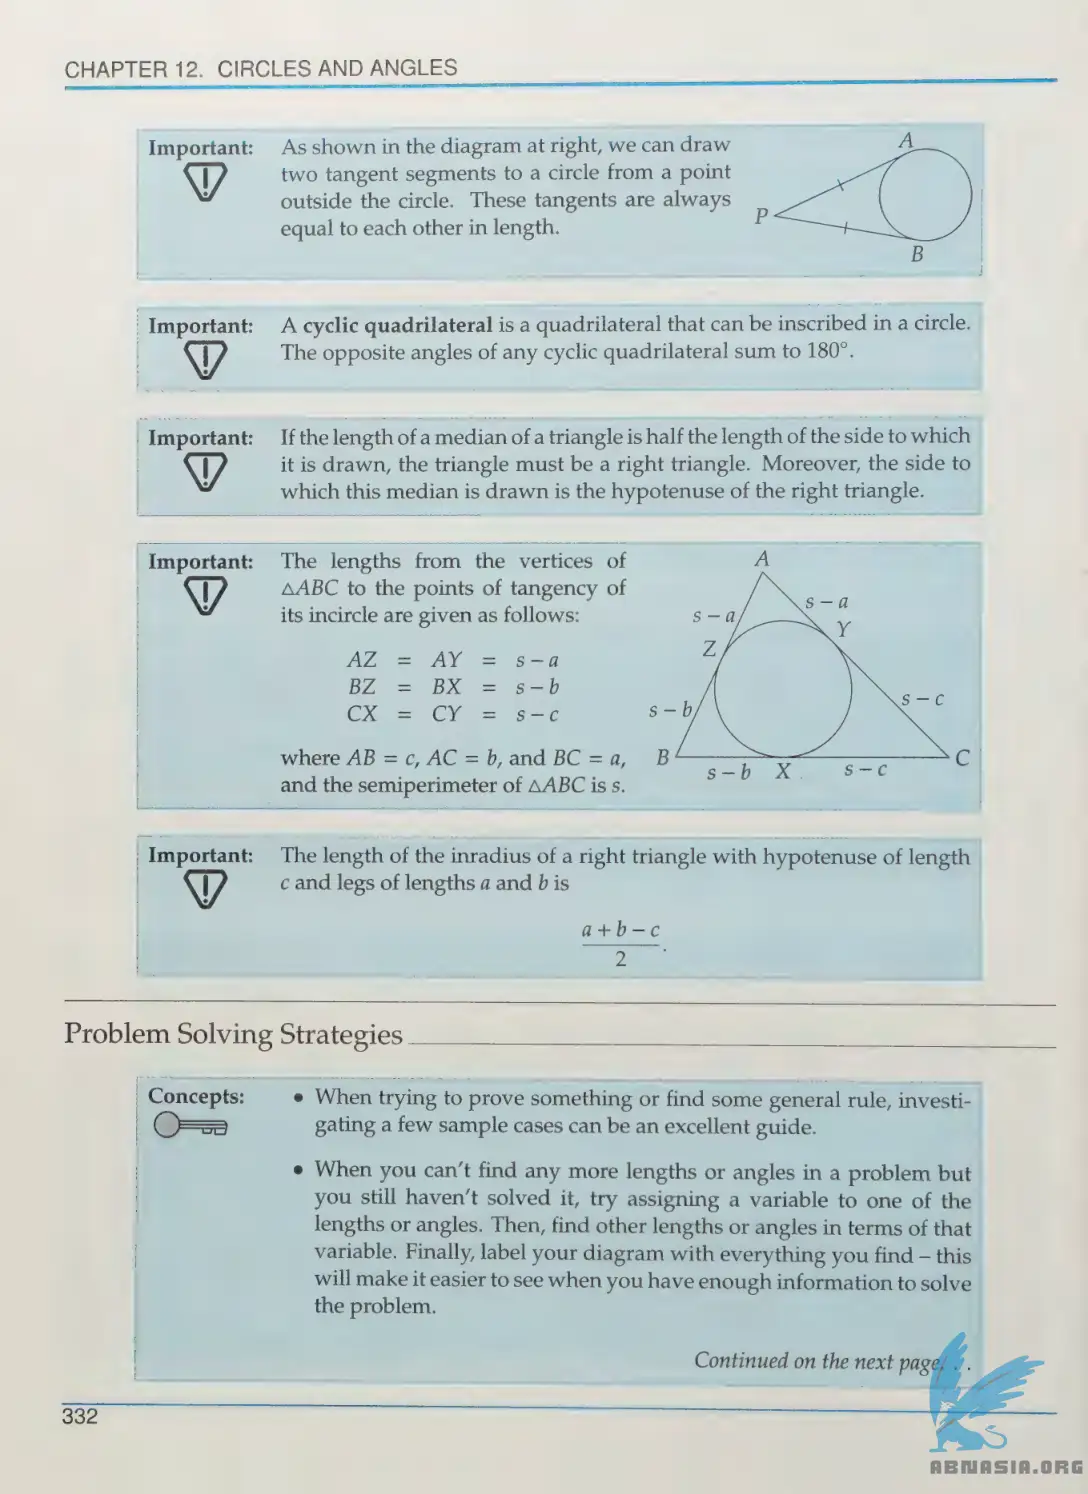 CHAPTER 12. CIRCLES AND ANGLES
Important:
As shown in the diagram at right, we can draw
two tangent segments to a circle from a point
outside the circle. These tangents are always
equal to each other in length.
A
P
B
Important:
A cyclic quadrilateral is a quadrilateral that can be inscribed in a circle.
The opposite angles of any cyclic quadrilateral sum to 180°.
Important:
If the length of a median of a triangle is half the length of the side to which
it is drawn, the triangle must be a right triangle. Moreover, the side to
which this median is drawn is the hypotenuse of the right triangle.
Important:
The lengths from the vertices of
△ABC to the points of tangency of
its incircle are given as follows:
AZ = AY = s − a
BZ = BX = s − b
CX = CY = s − c
where AB = c, AC = b, and BC = a,
and the semiperimeter of △ABC is s.
A
s − a
s − a
Y
Z
s − c
s − b
B
C
s − b X s − c
Important:
The length of the inradius of a right triangle with hypotenuse of length
c and legs of lengths a and b is
a + b − c
2
.
Problem Solving Strategies
Concepts:
• When trying to prove something or find some general rule, investi-
gating a few sample cases can be an excellent guide.
• When you can't find any more lengths or angles in a problem but
you still haven't solved it, try assigning a variable to one of the
lengths or angles. Then, find other lengths or angles in terms of that
variable. Finally, label your diagram with everything you find – this
will make it easier to see when you have enough information to solve
the problem.
Continued on the next page. . .
332
ABNASIA.ORG